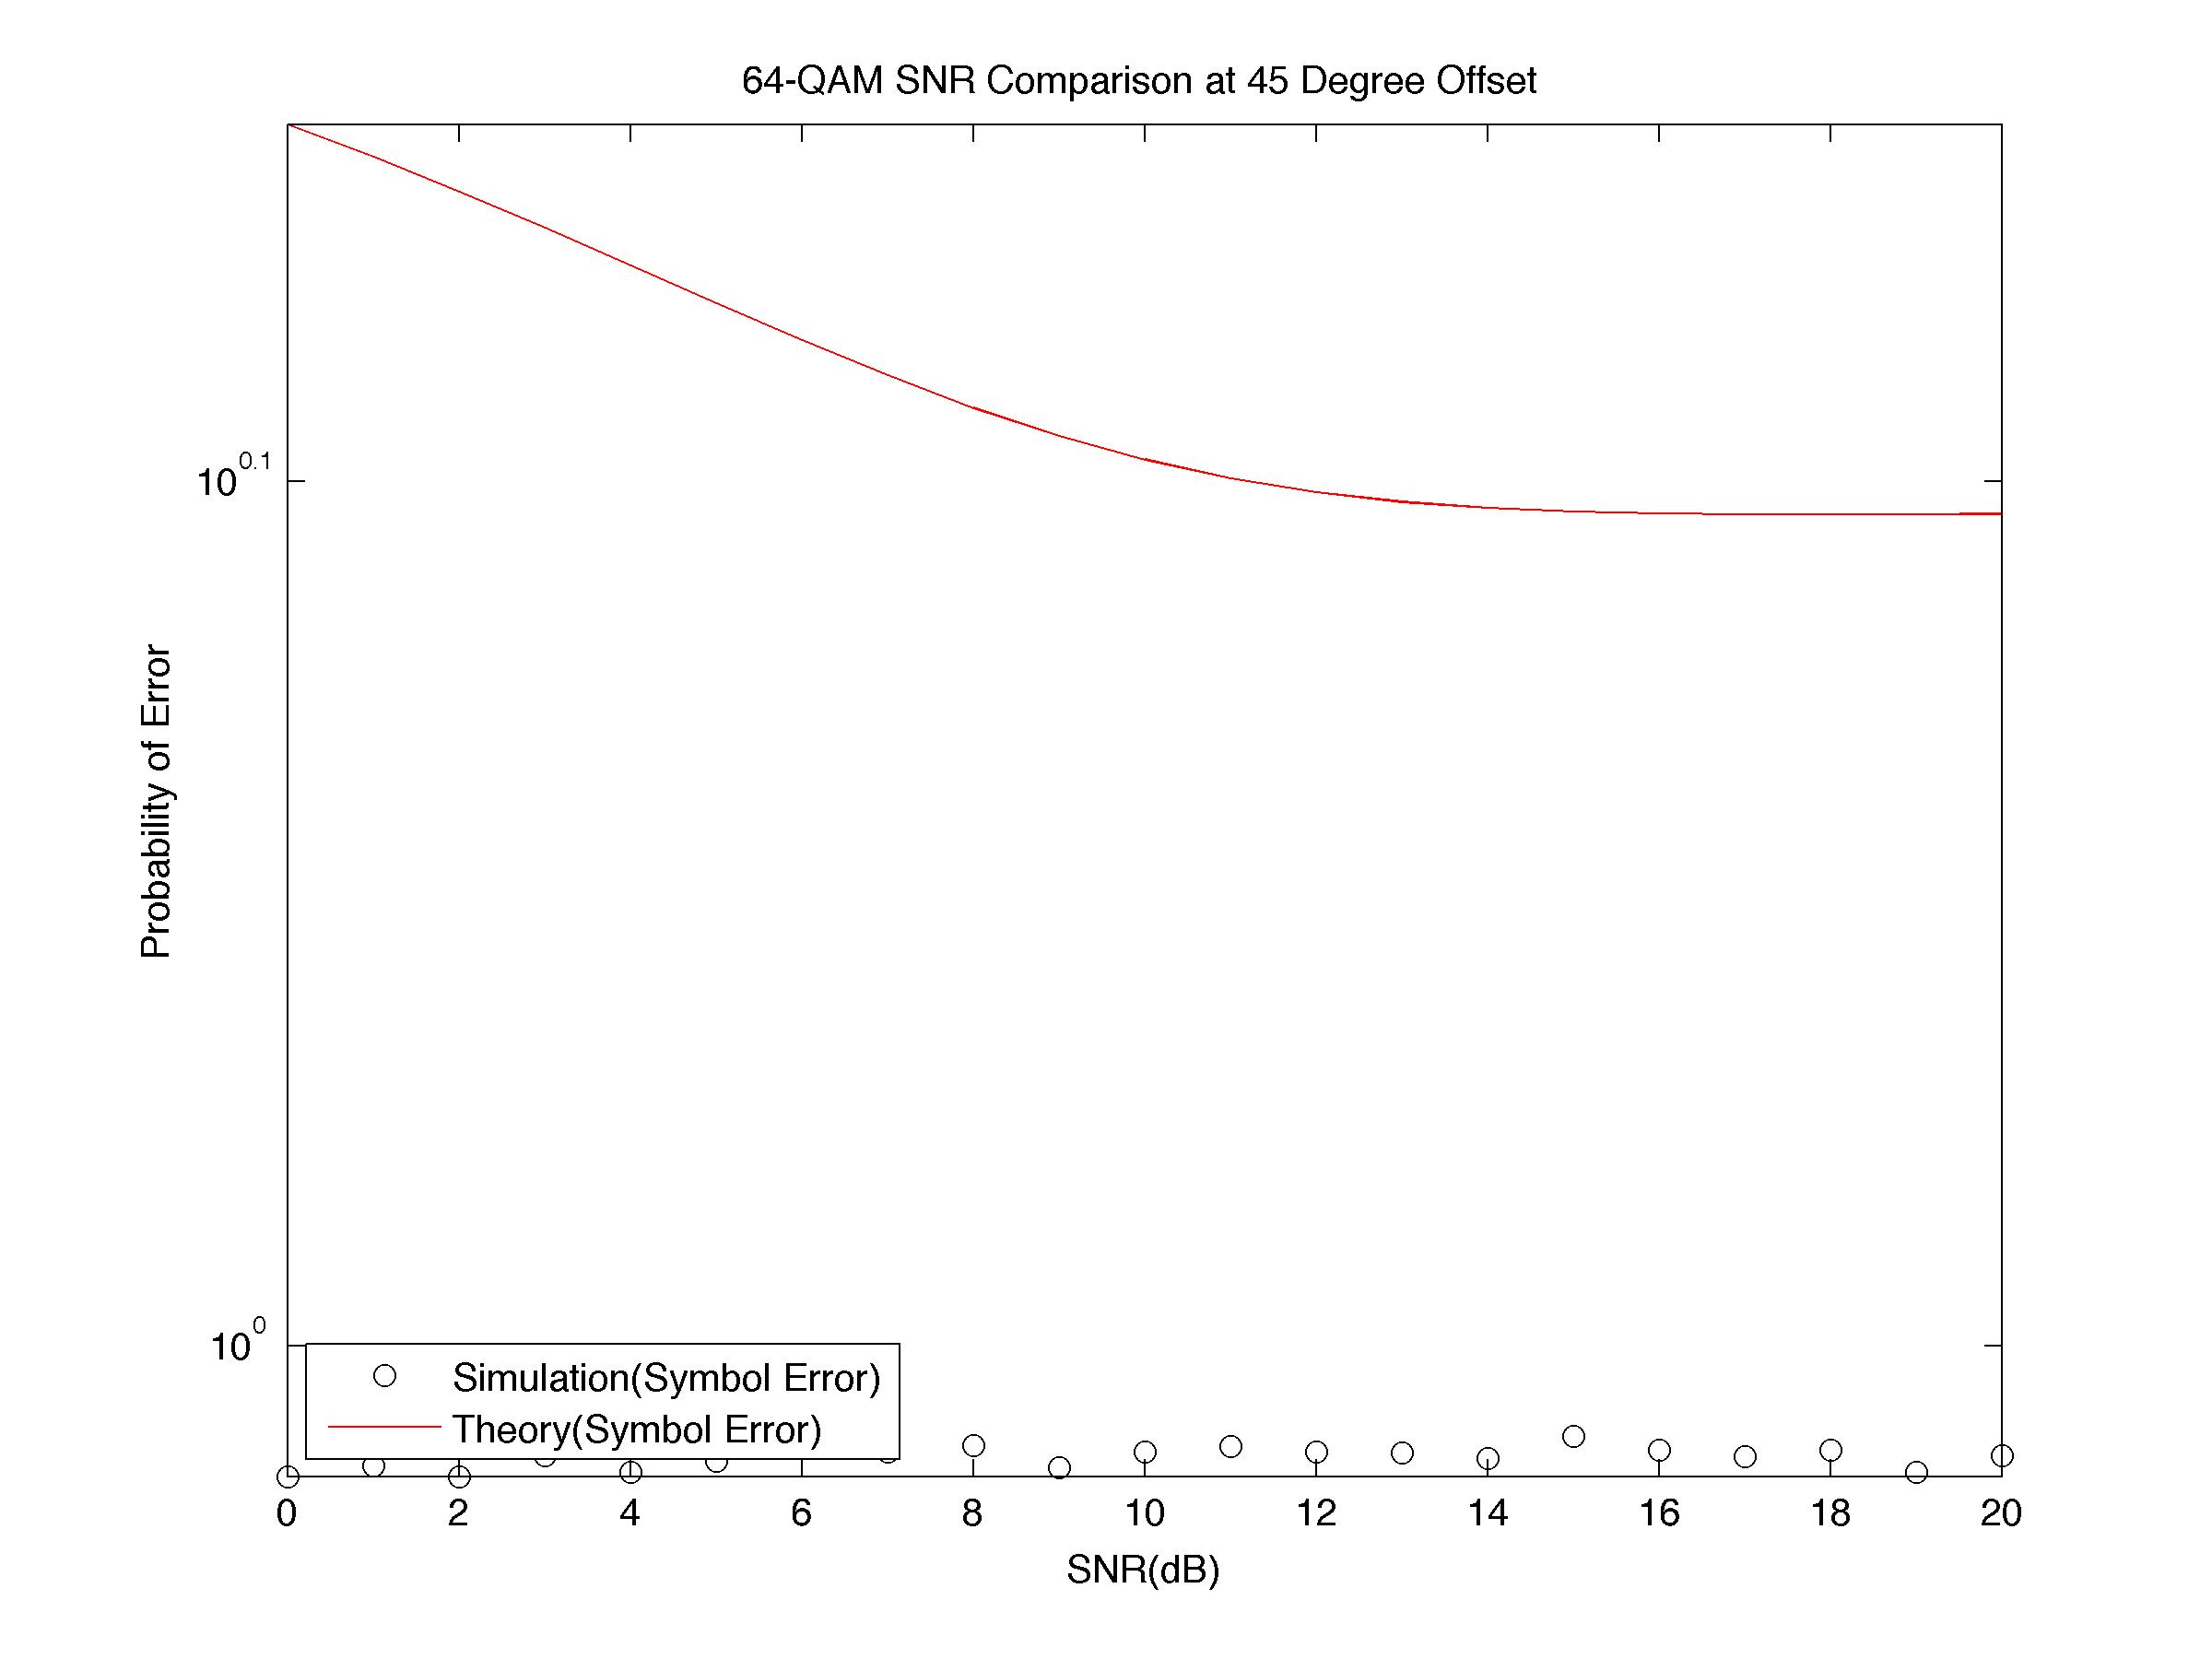 64-QAM SNR Comparison at 45 Degree Offset
10^0.1
Probability of Error
10^0
Simulation(Symbol Error)
Theory(Symbol Error)
0 2 4 6 8 10 12 14 16 18 20
SNR(dB)